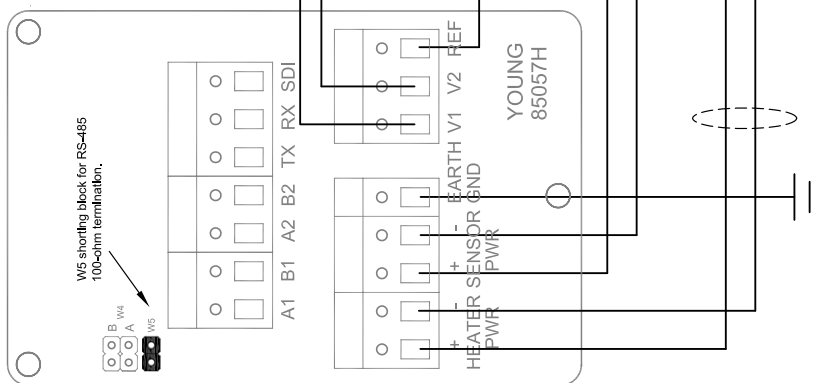 W5 shorting block for RS-485
100-ohm termination.
B
A
W4
W5
SDI
RX
TX
B2
A2
B1
A1
REF
V2
V1
EARTH GND
-
+
SENSOR PWR
-
+
HEATER PWR
YOUNG
85057H